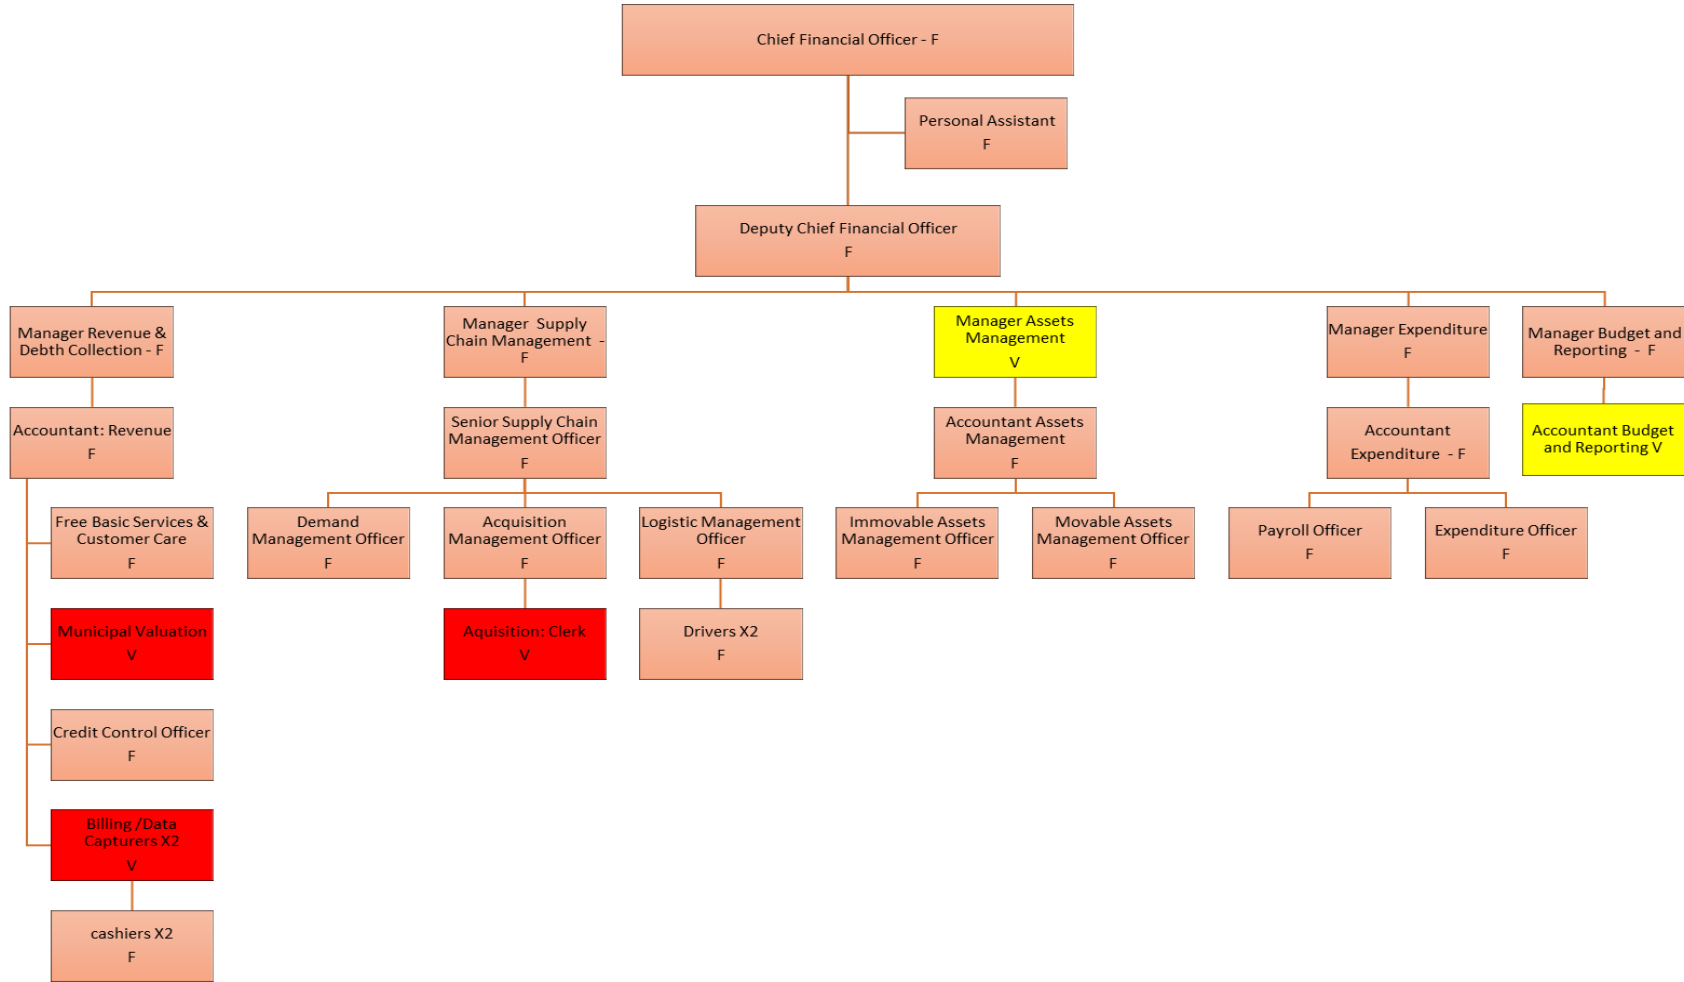 Chief Financial Officer - F
Personal Assistant
F
Deputy Chief Financial Officer
F
Manager Revenue &
Debth Collection - F
Manager Supply
Chain Management -
F
Manager Assets
Management
V
Manager Expenditure
F
Manager Budget and
Reporting - F
Accountant: Revenue
F
Senior Supply Chain
Management Officer
F
Accountant Assets
Management
F
Accountant
Expenditure - F
Accountant Budget
and Reporting V
Free Basic Services &
Customer Care
F
Demand
Management Officer
F
Acquisition
Management Officer
F
Logistic Management
Officer
F
Immovable Assets
Management Officer
F
Movable Assets
Management Officer
F
Payroll Officer
F
Expenditure Officer
F
Municipal Valuation
V
Aquisition: Clerk
V
Drivers X2
F
Credit Control Officer
F
Billing /Data
Capturers X2
V
cashiers X2
F